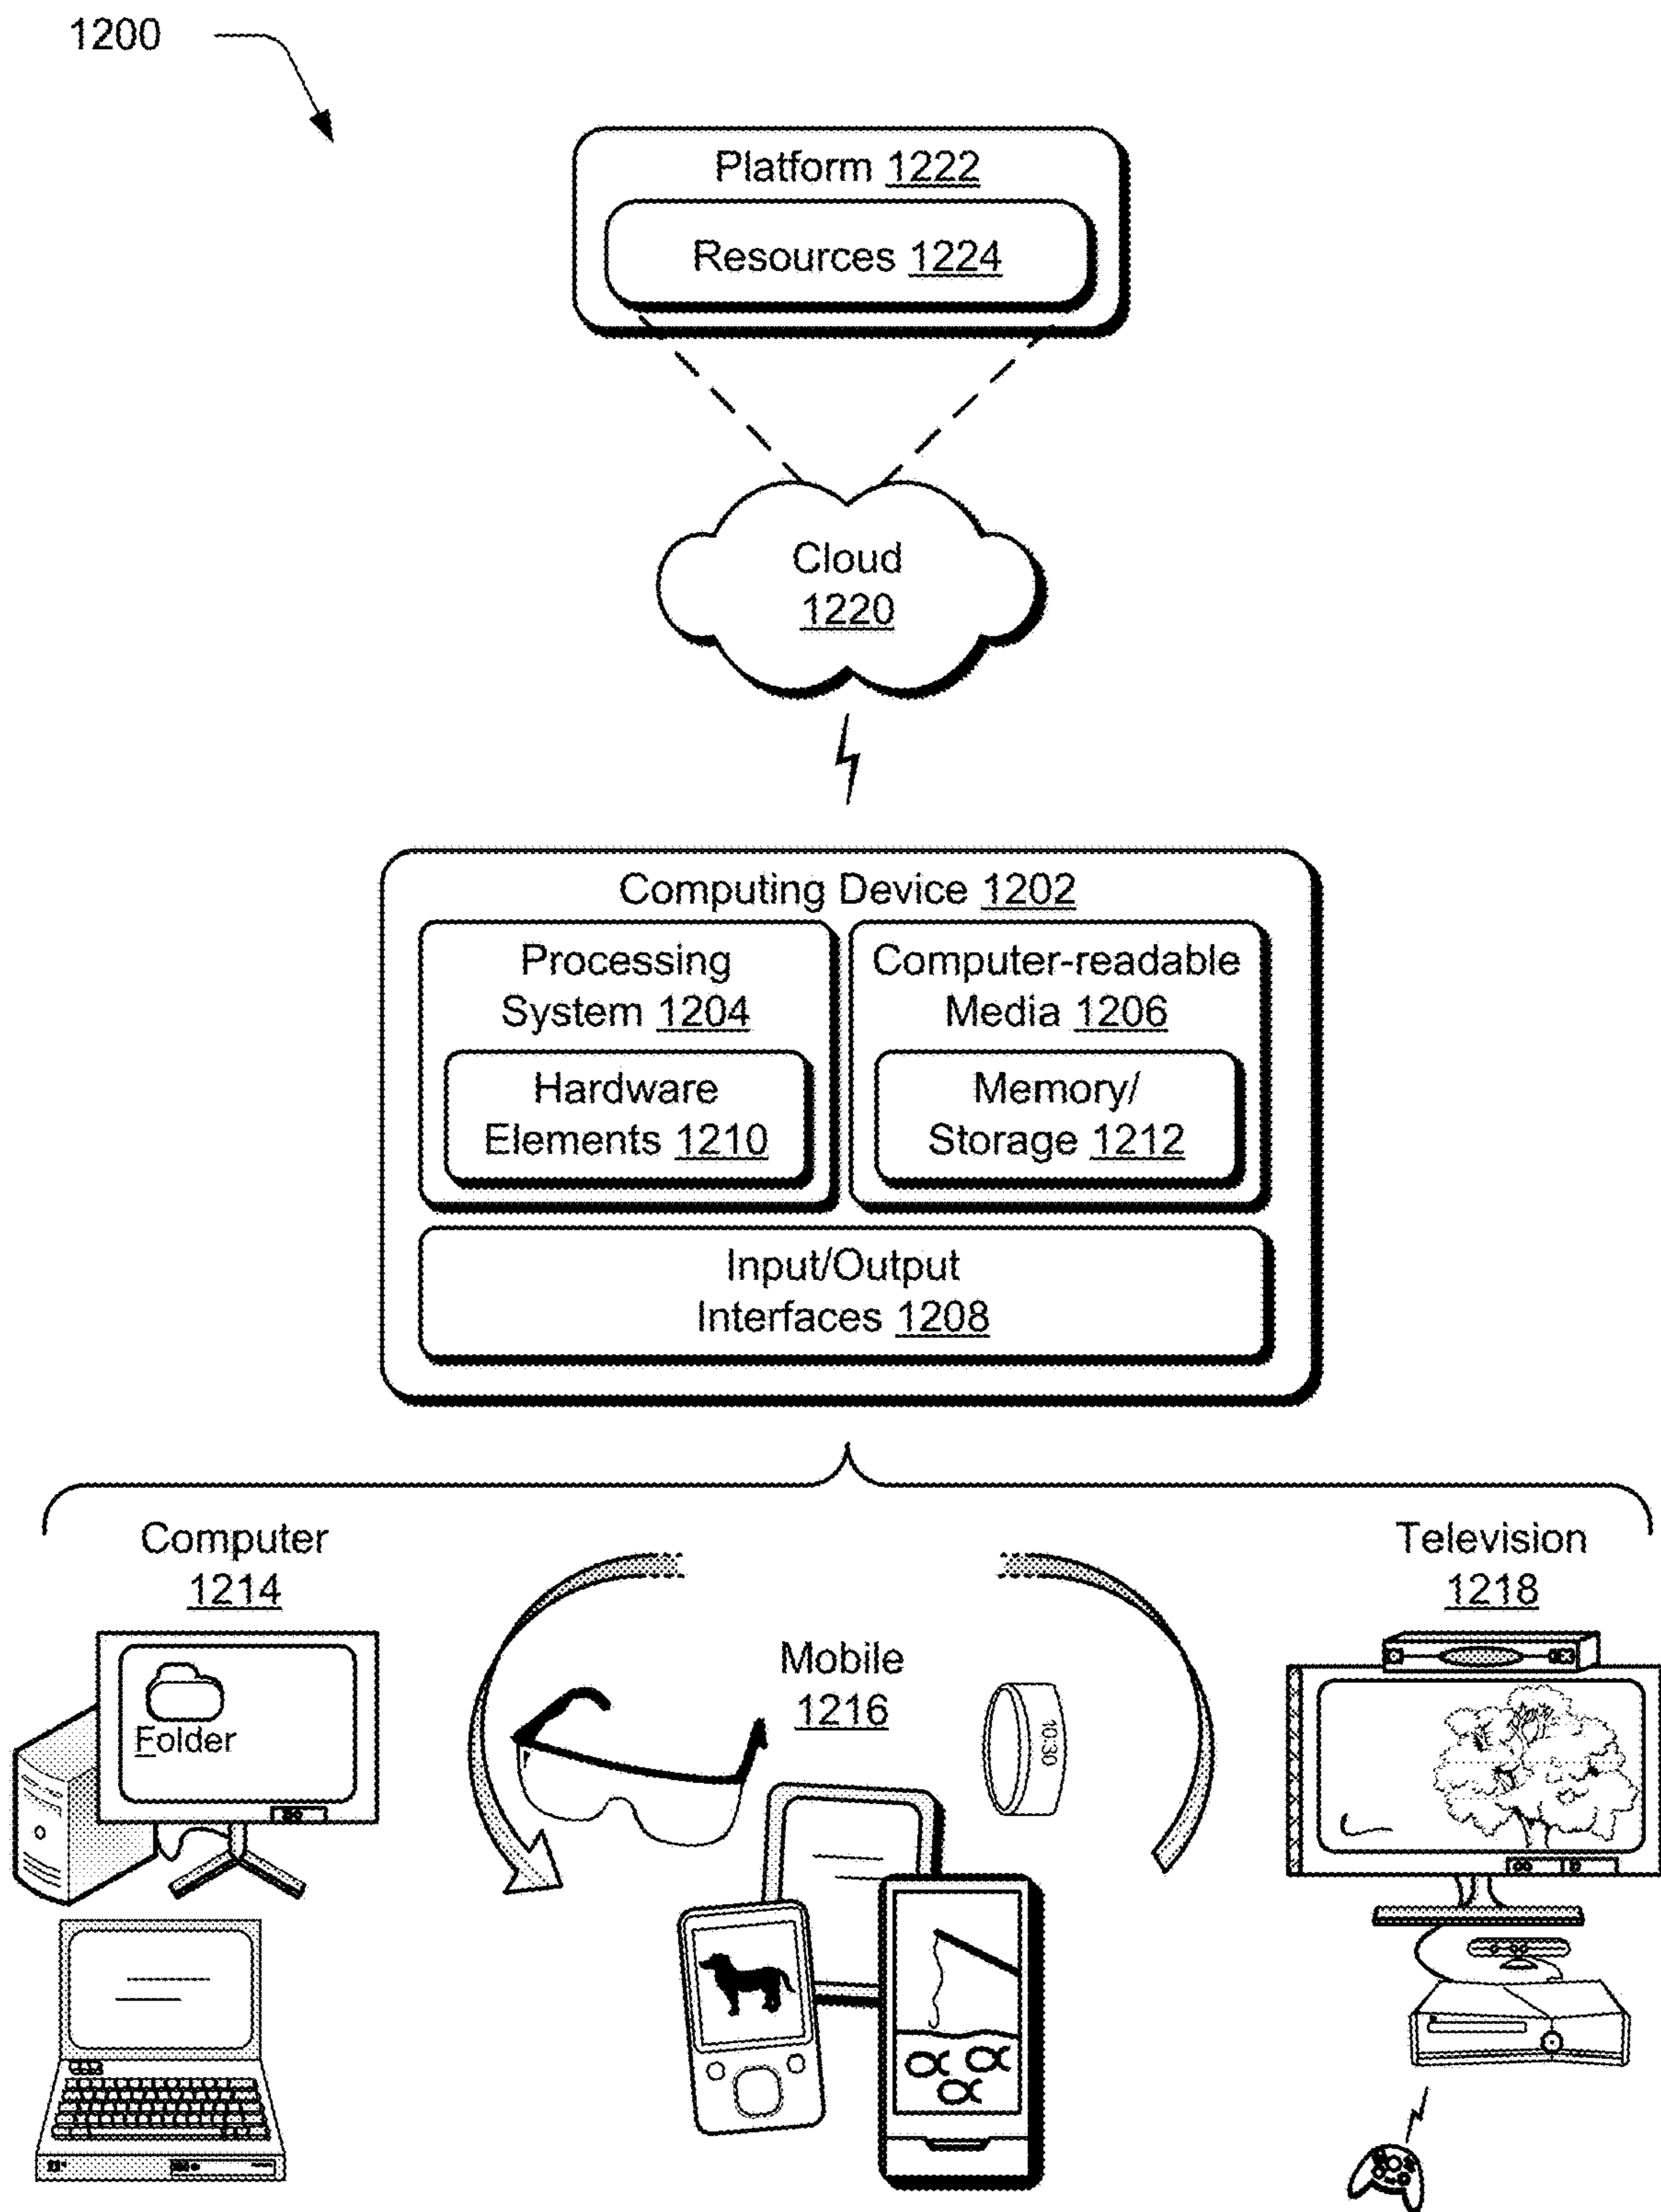 1200
Platform 1222
Resources 1224
Cloud
1220
Computing Device 1202
Processing
System 1204
Hardware
Elements 1210
Computer-readable
Media 1206
Memory/
Storage 1212
Input/Output
Interfaces 1208
Computer
1214
Folder
Mobile
1216
10:30
Television
1218